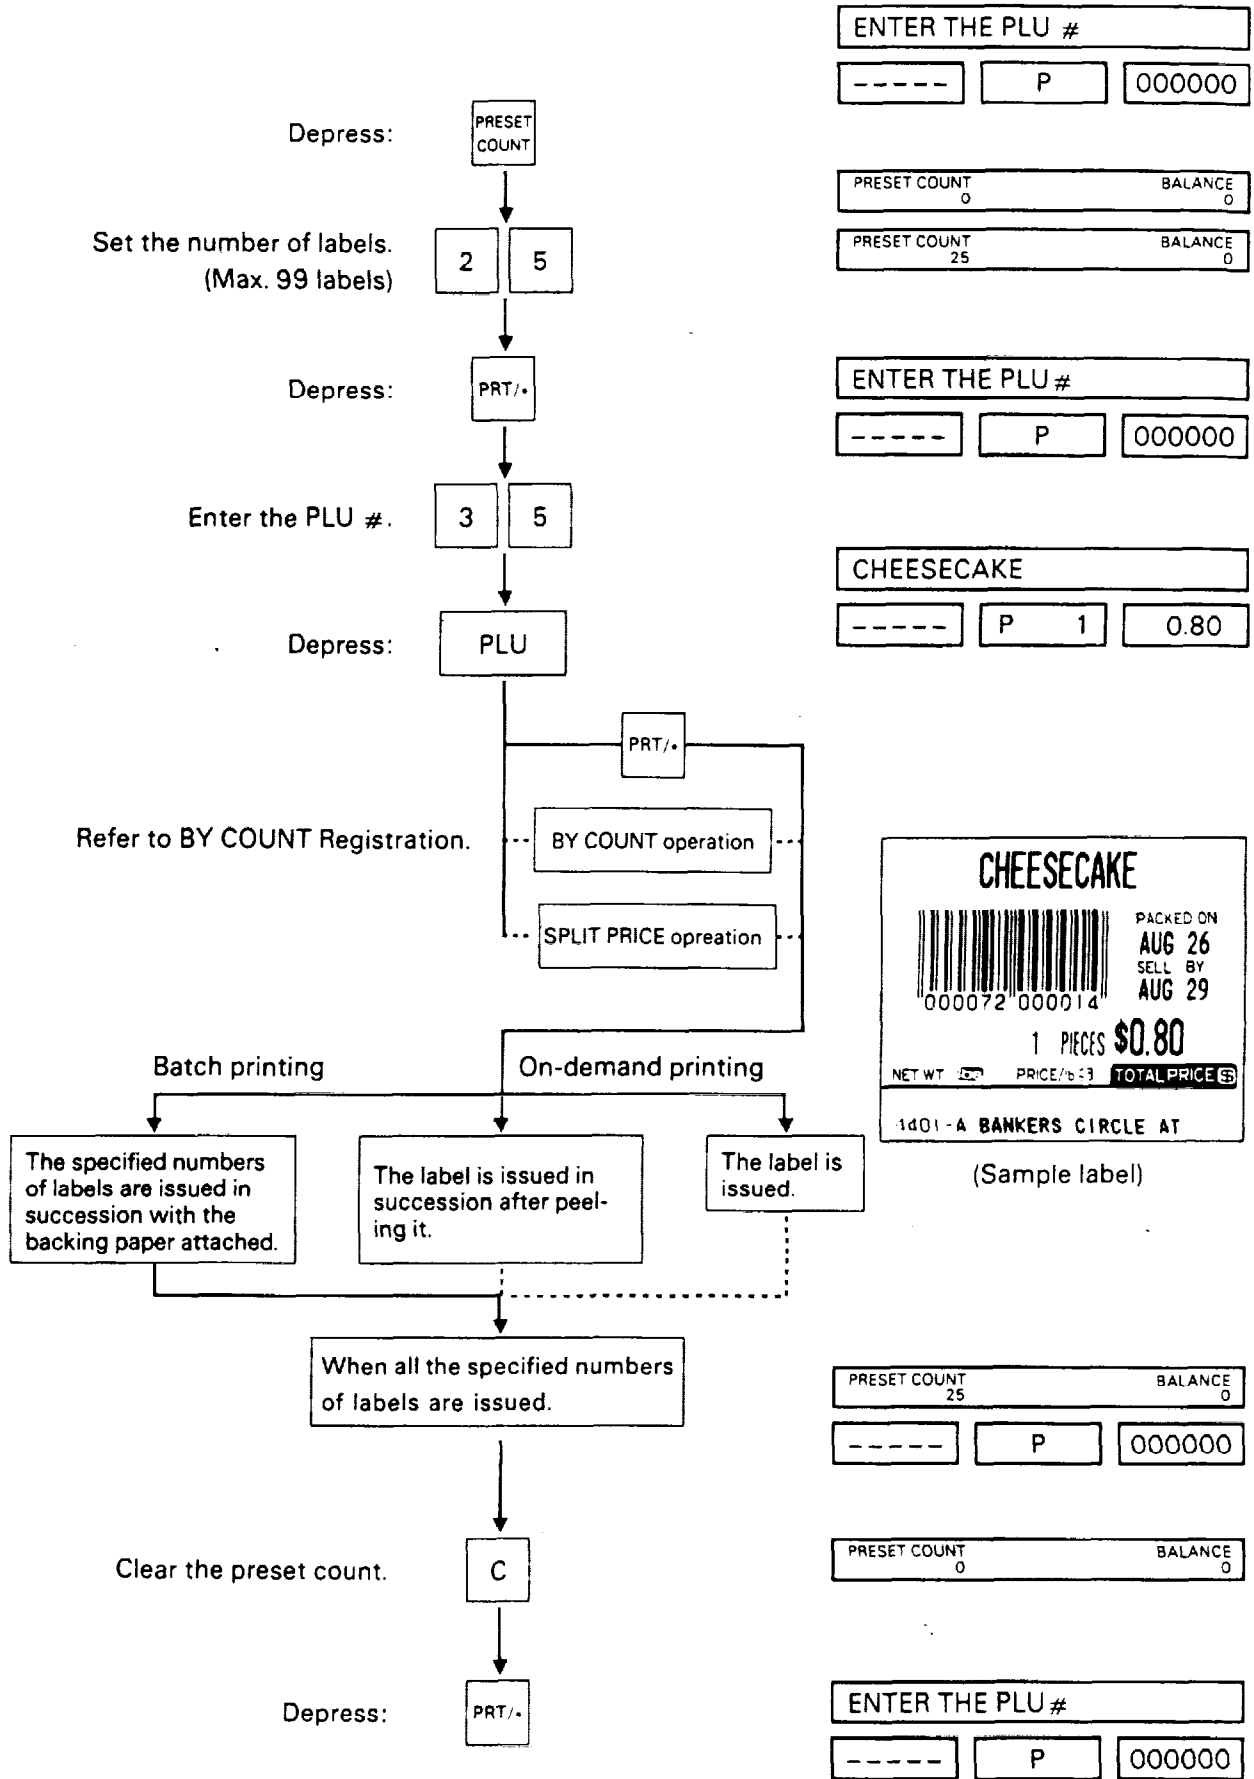 ENTER THE PLU #
----- P 000000
Depress: PRESET COUNT
PRESET COUNT BALANCE
0 0
Set the number of labels.
(Max. 99 labels)
2 5
PRESET COUNT BALANCE
25 0
Depress: PRT/•
ENTER THE PLU #
----- P 000000
Enter the PLU #. 3 5
CHEESECAKE
----- P 1 0.80
Depress: PLU
PRT/•
Refer to BY COUNT Registration.
BY COUNT operation
SPLIT PRICE opreation
CHEESECAKE
PACKED ON
AUG 26
SELL BY
AUG 29
000072 000014
1 PIECES $0.80
NET WT PRICE/ TOTAL PRICE $
BANKERS CIRCLE AT
(Sample label)
Batch printing
On-demand printing
The specified numbers
of labels are issued in
succession with the
backing paper attached.
The label is issued in
succession after peel-
ing it.
The label is
issued.
When all the specified numbers
of labels are issued.
PRESET COUNT BALANCE
25 0
----- P 000000
Clear the preset count. C
PRESET COUNT BALANCE
0 0
Depress: PRT/•
ENTER THE PLU #
----- P 000000